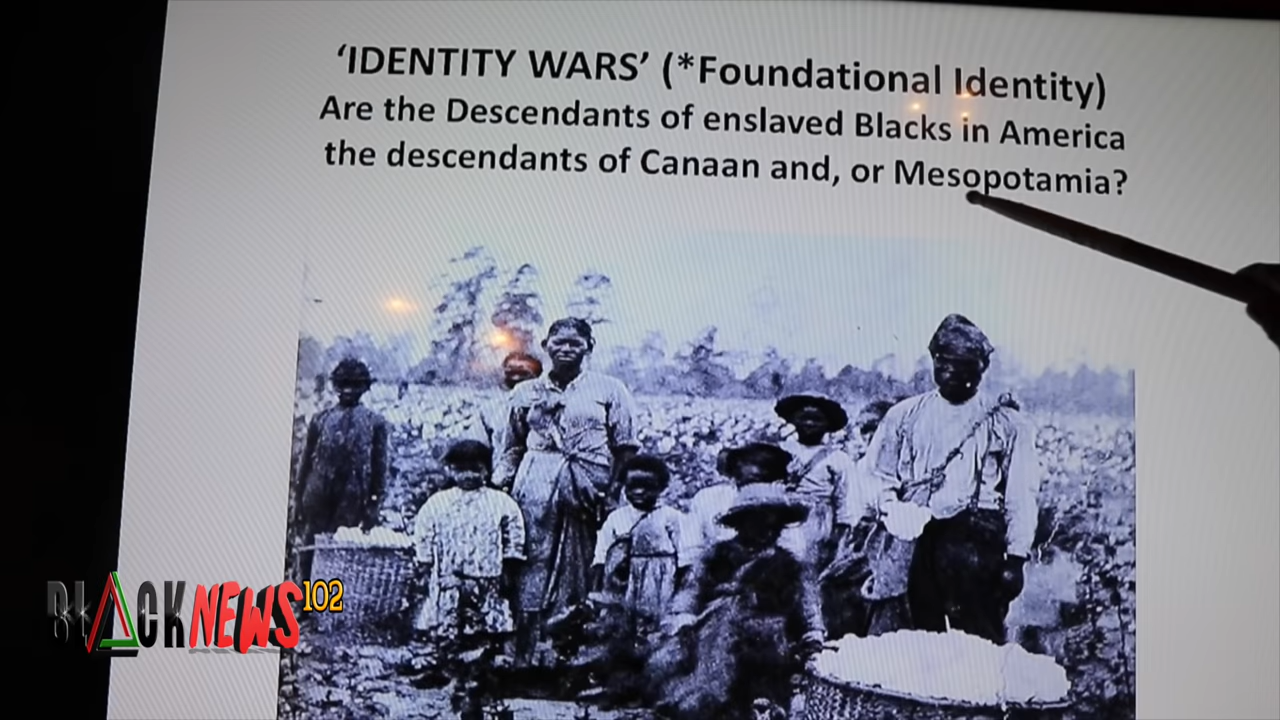 ‘IDENTITY WARS’ (*Foundational Identity)
Are the Descendants of enslaved Blacks in America
the descendants of Canaan and, or Mesopotamia?
BLACKNEWS102